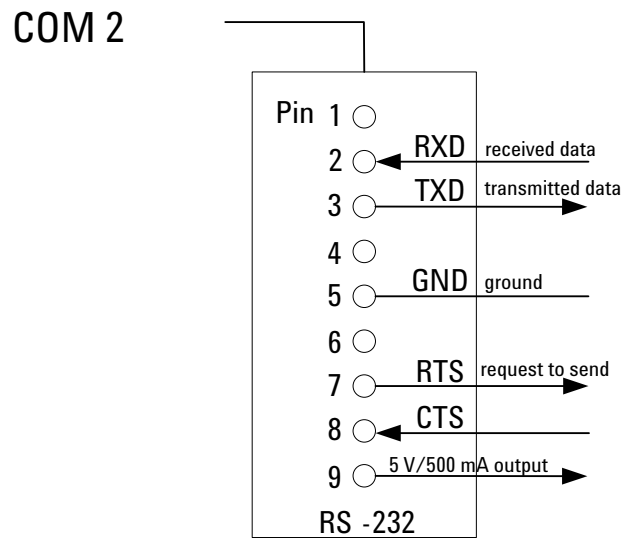 COM 2
Pin 1
2 RXD received data
3 TXD transmitted data
4
5 GND ground
6
7 RTS request to send
8 CTS
9 5 V/500 mA output
RS -232